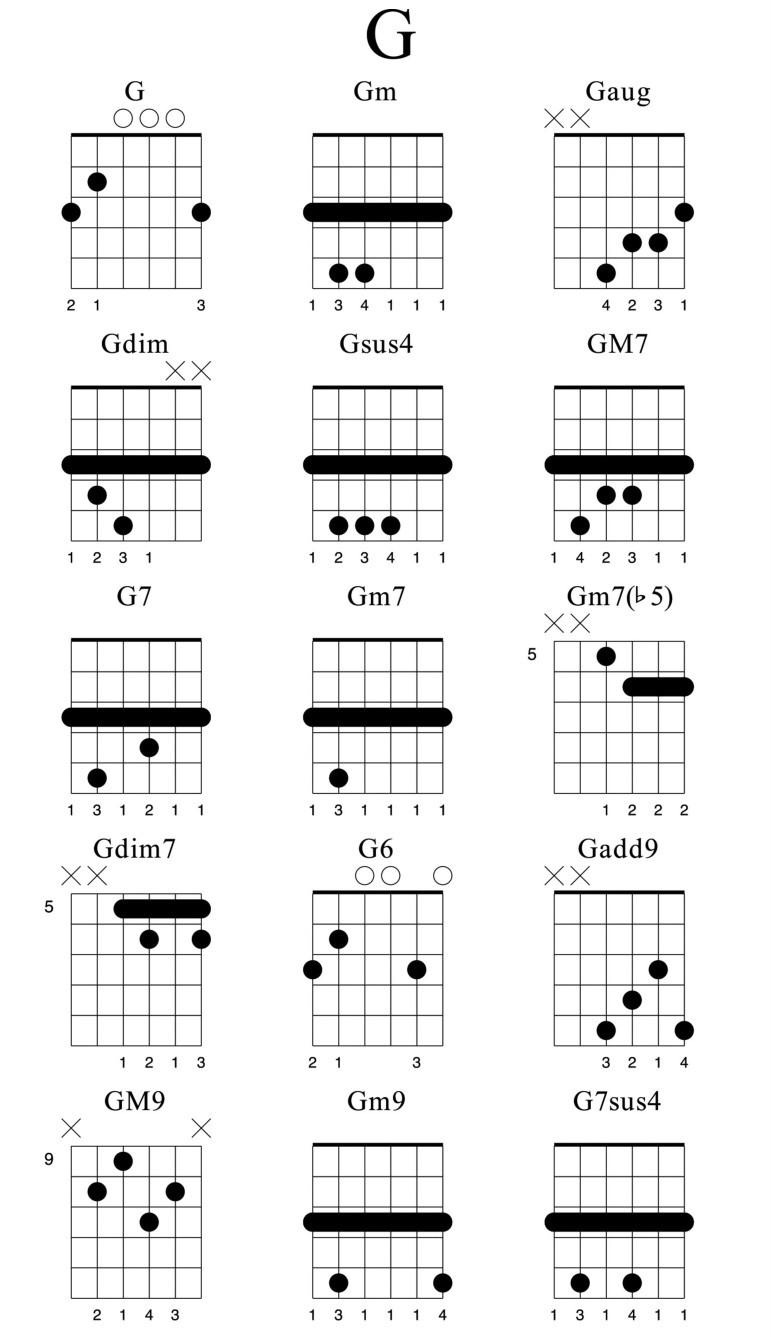 G
G Gm Gaug
2 1 3 1 3 4 1 1 1 4 2 3 1
Gdim Gsus4 GM7
1 2 3 1 1 2 3 4 1 1 1 4 2 3 1 1
G7 Gm7 Gm7(♭5)
5
1 3 1 2 1 1 1 3 1 1 1 1 1 2 2 2
Gdim7 G6 Gadd9
5
1 2 1 3 2 1 3 3 2 1 4
GM9 Gm9 G7sus4
9
2 1 4 3 1 3 1 1 1 4 1 3 1 4 1 1